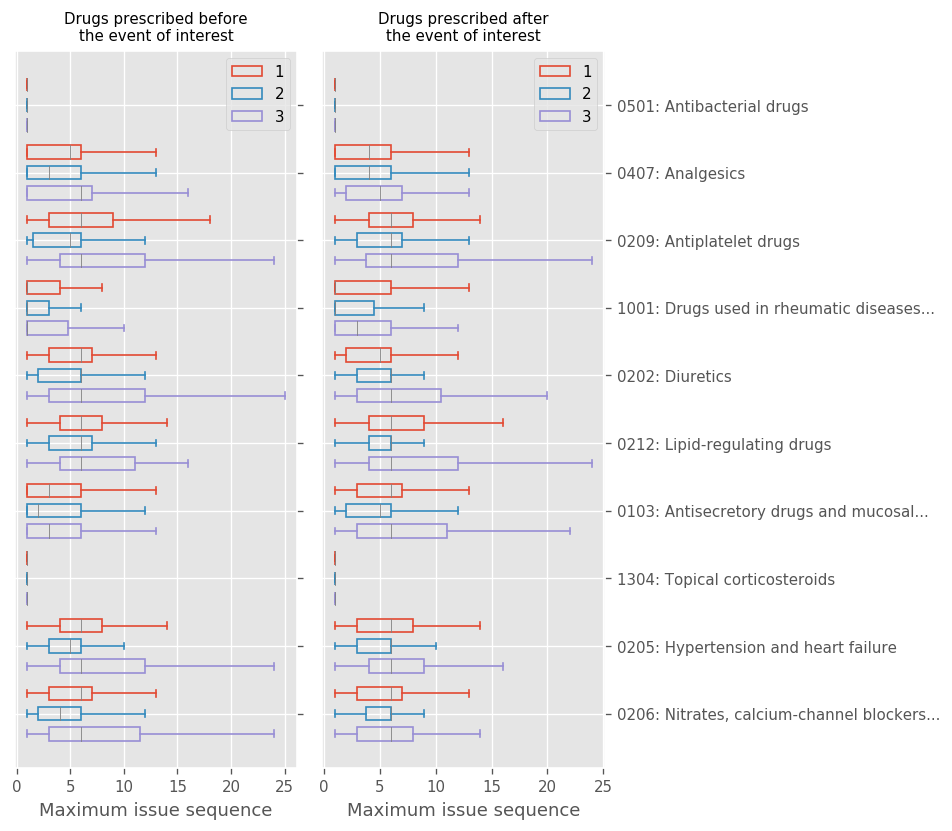 Drugs prescribed before
the event of interest
Drugs prescribed after
the event of interest
1
2
3
1
2
3
0501: Antibacterial drugs
0407: Analgesics
0209: Antiplatelet drugs
1001: Drugs used in rheumatic diseases...
0202: Diuretics
0212: Lipid-regulating drugs
0103: Antisecretory drugs and mucosal...
1304: Topical corticosteroids
0205: Hypertension and heart failure
0206: Nitrates, calcium-channel blockers...
0 5 10 15 20 25
0 5 10 15 20 25
Maximum issue sequence
Maximum issue sequence